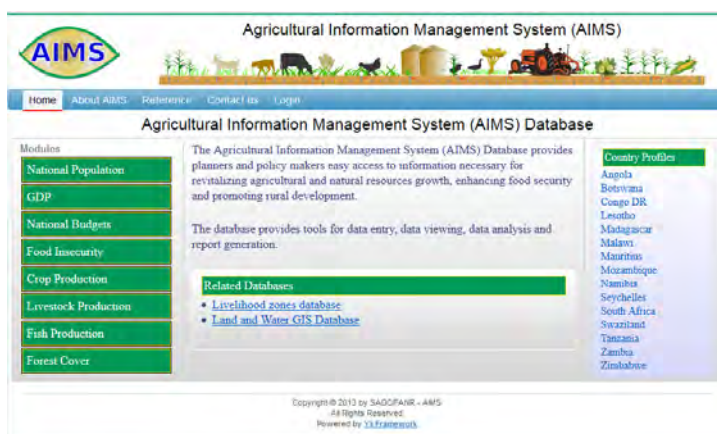 Agricultural Information Management System (AIMS)
AIMS
Home About AIMS Reference Contact us Login
Agricultural Information Management System (AIMS) Database
Modules
National Population
GDP
National Budgets
Food Insecurity
Crop Production
Livestock Production
Fish Production
Forest Cover
The Agricultural Information Management System (AIMS) Database provides
planners and policy makers easy access to information necessary for
revitalizing agricultural and natural resources growth, enhancing food security
and promoting rural development.
The database provides tools for data entry, data viewing, data analysis and
report generation.
Related Databases
• Livelihood zones database
• Land and Water GIS Database
Country Profiles
Angola
Botswana
Congo DR
Lesotho
Madagascar
Malawi
Mauritius
Mozambique
Namibia
Seychelles
South Africa
Swaziland
Tanzania
Zambia
Zimbabwe
Copyright © 2013 by SADC/FANR - AIMS
All Rights Reserved.
Powered by Yii Framework.